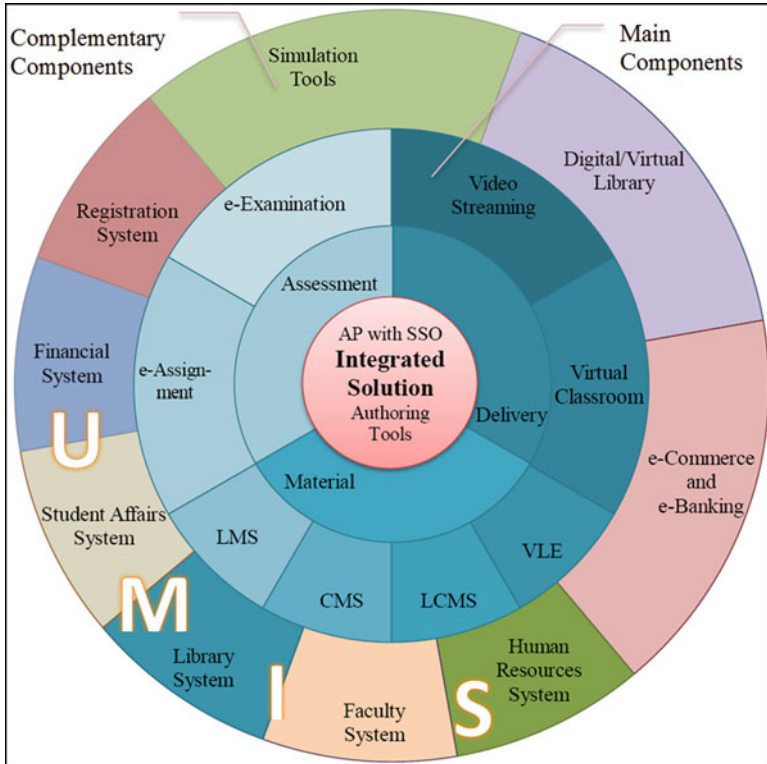 Complementary
Components
Main
Components
Simulation
Tools
Digital/Virtual
Library
e-Commerce
and
e-Banking
Human
Resources
System
Faculty
System
Library
System
Student Affairs
System
Financial
System
Registration
System
U
M
I
S
e-Examination
Video
Streaming
Virtual
Classroom
VLE
LCMS
CMS
LMS
e-Assign-
ment
Assessment
Delivery
Material
AP with SSO
Integrated
Solution
Authoring
Tools